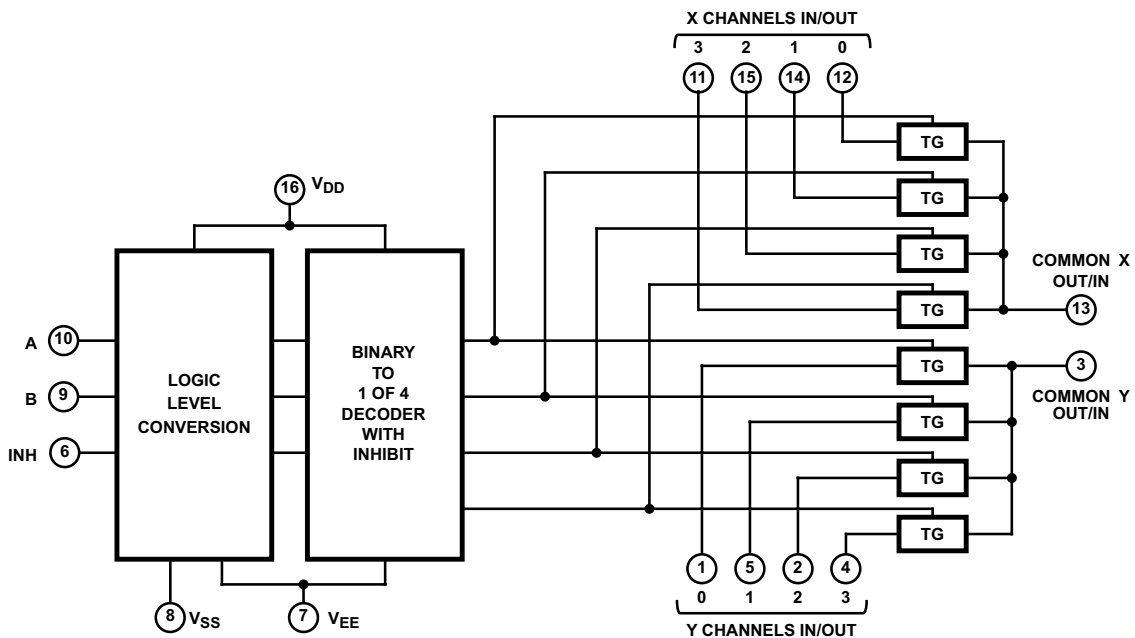 X CHANNELS IN/OUT
3 2 1 0
11 15 14 12
TG
TG
TG
TG
COMMON X
OUT/IN
13
16 VDD
A 10
B 9
INH 6
LOGIC
LEVEL
CONVERSION
BINARY
TO
1 OF 4
DECODER
WITH
INHIBIT
TG
TG
TG
TG
3
COMMON Y
OUT/IN
8 VSS
7 VEE
1 5 2 4
0 1 2 3
Y CHANNELS IN/OUT